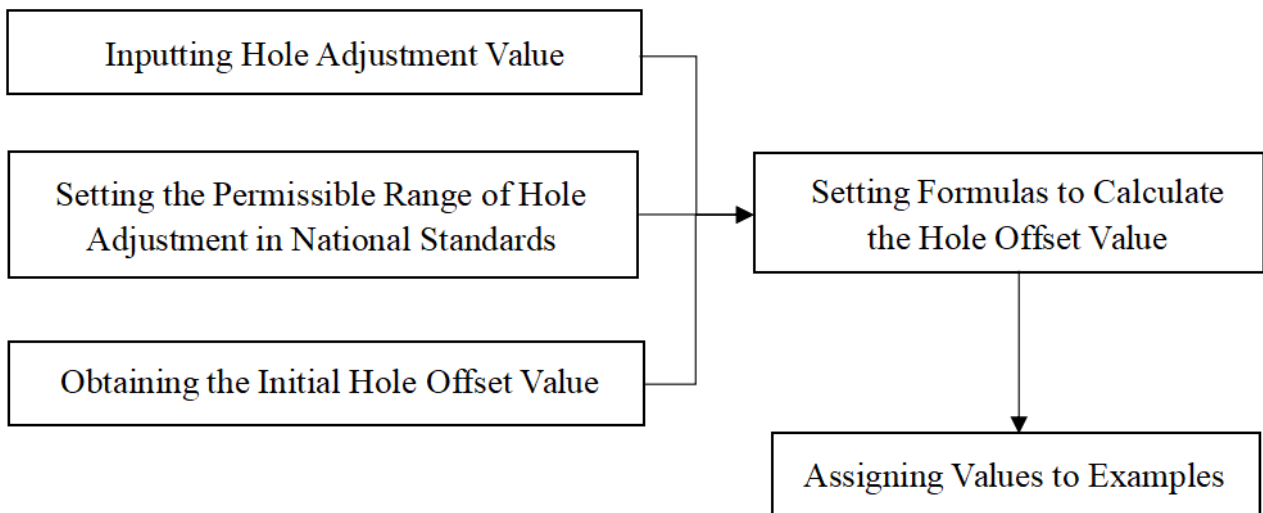 Inputting Hole Adjustment Value
Setting the Permissible Range of Hole
Adjustment in National Standards
Obtaining the Initial Hole Offset Value
Setting Formulas to Calculate
the Hole Offset Value
Assigning Values to Examples